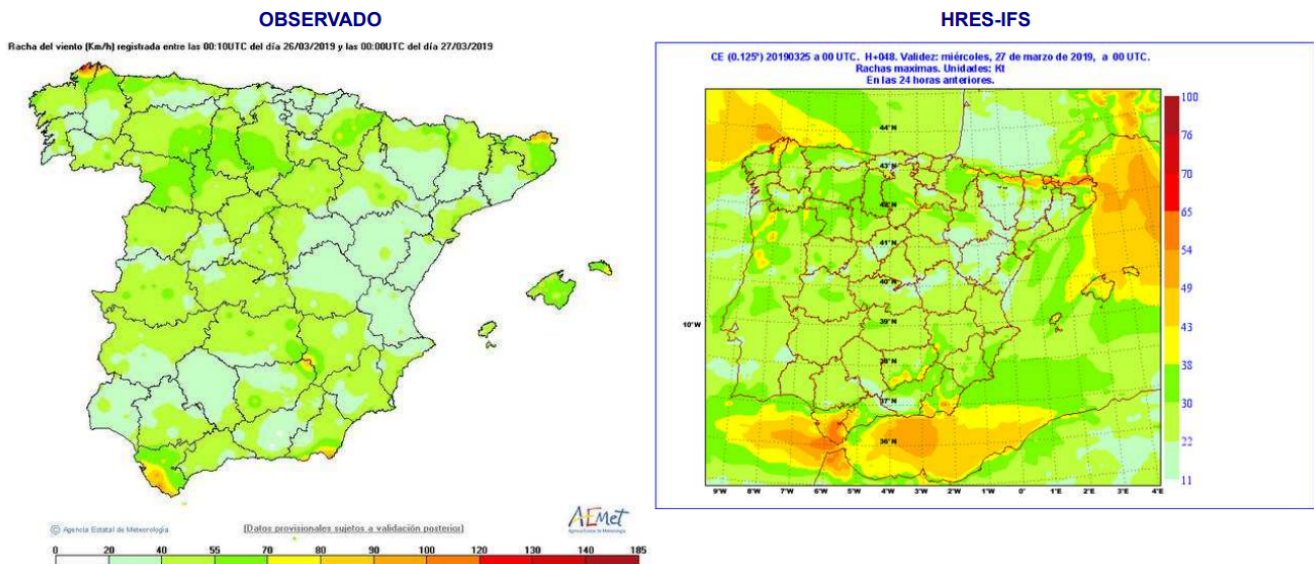 OBSERVADO
Racha del viento (Km/h) registrada entre las 00:10UTC del día 26/03/2019 y las 00:00UTC del día 27/03/2019
© Agencia Estatal de Meteorología
(Datos provisionales sujetos a validación posterior)
AEMet
Agencia Estatal de Meteorología
0 20 40 55 70 80 90 100 120 130 140 185
HRES-IFS
CE (0.125º) 20190325 a 00 UTC. H+048. Validez: miércoles, 27 de marzo de 2019, a 00 UTC.
Rachas maximas. Unidades: Kt
En las 24 horas anteriores.
44°N
43°N
42°N
41°N
40°N
10°W
39°N
38°N
37°N
36°N
9°W 8°W 7°W 6°W 5°W 4°W 3°W 2°W 1°W 0° 1°E 2°E 3°E 4°E
100
76
70
65
54
49
43
38
30
22
11